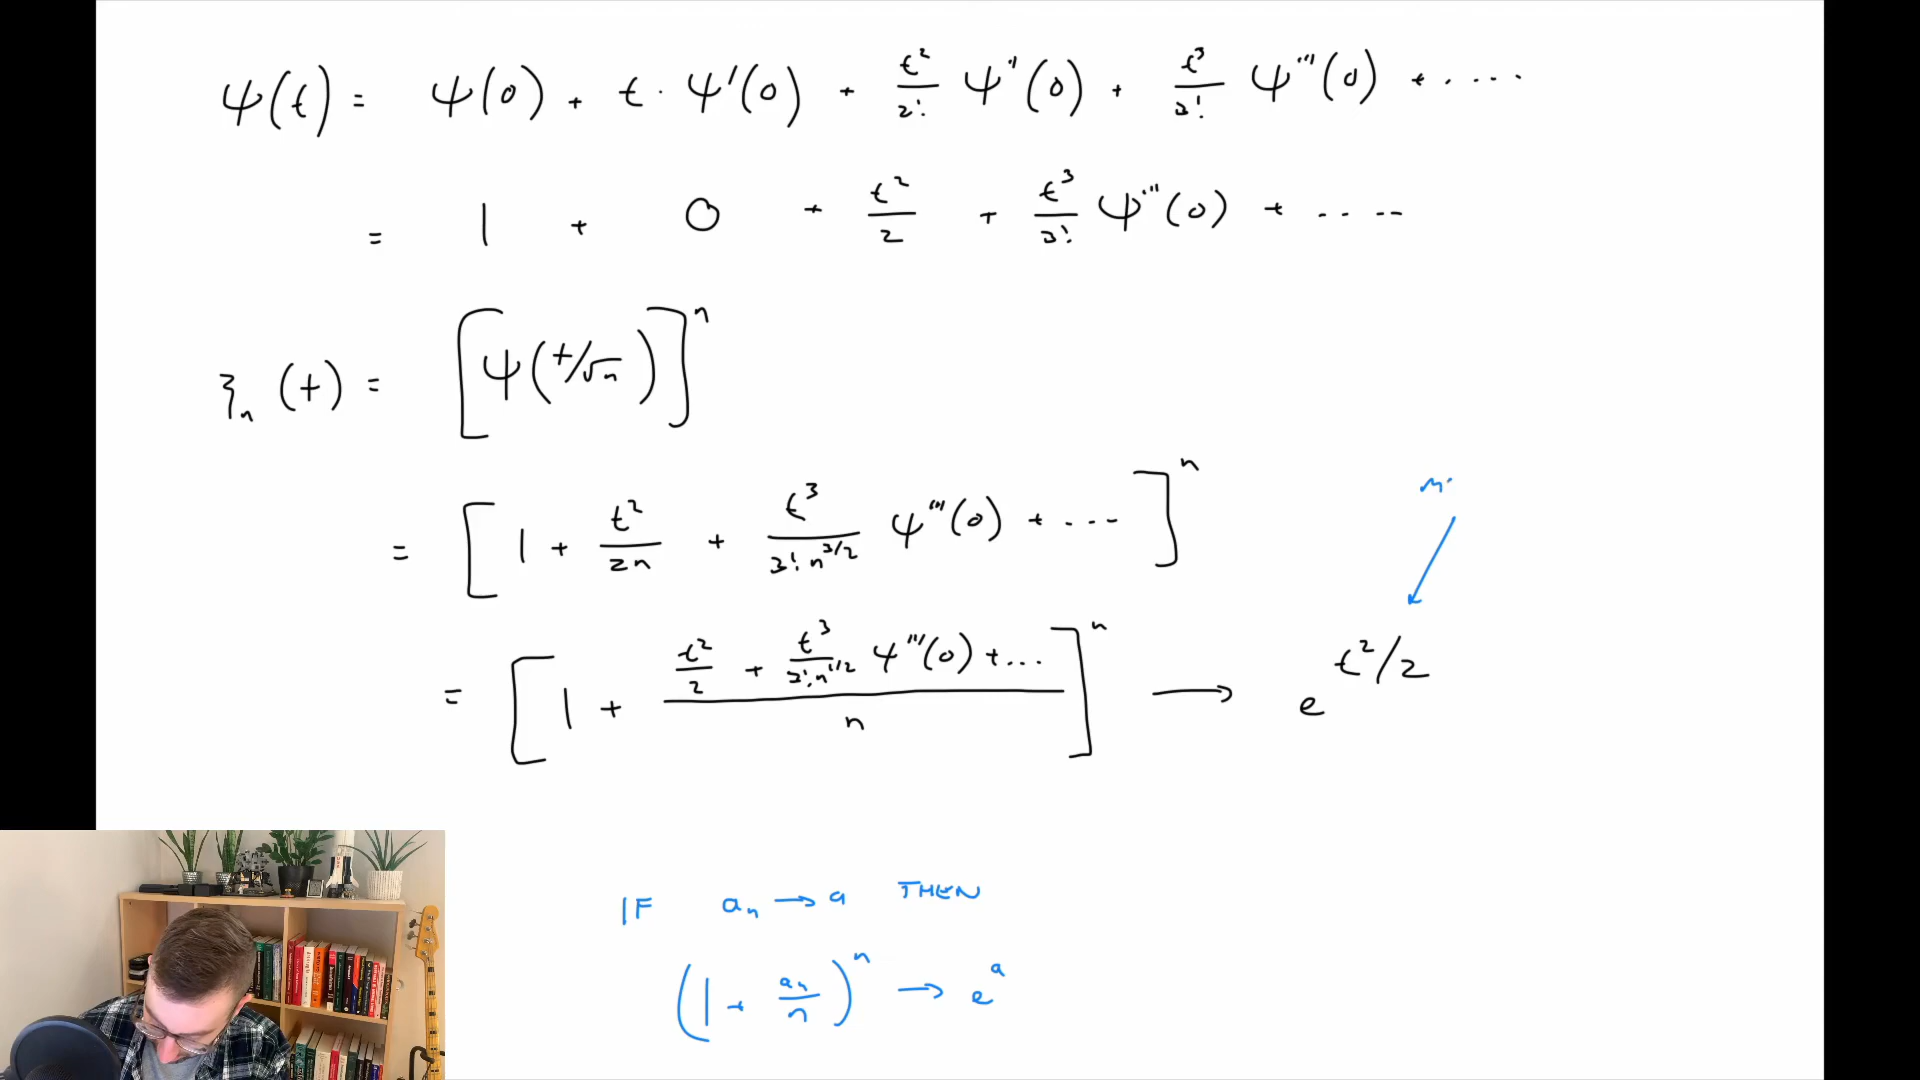 ψ(t) = ψ(0) + t · ψ'(0) + t²/2! ψ''(0) + t³/3! ψ'''(0) + ....
= 1 + 0 + t²/2 + t³/3! ψ'''(0) + ....
ξₙ(t) = [ψ(t/√n)]ⁿ
= [1 + t²/2n + t³/3!n^{3/2} ψ'''(0) + ...]ⁿ
m
= [1 + (t²/2 + t³/3!n^{1/2} ψ'''(0) + ...)/n]ⁿ → e^{t²/2}
IF aₙ → a THEN
(1 + aₙ/n)ⁿ → e^a